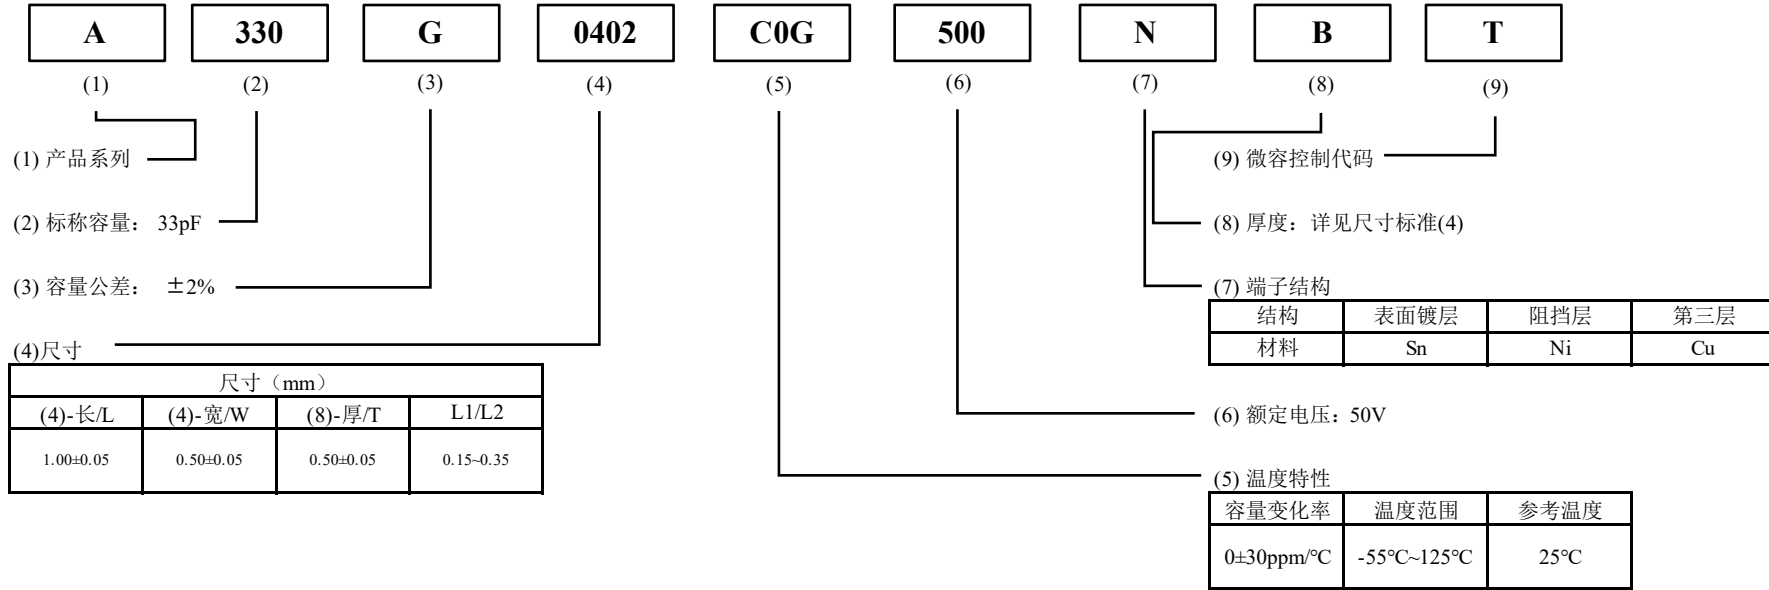 A 330 G 0402 C0G 500 N B T
(1) (2) (3) (4) (5) (6) (7) (8) (9)
(1) 产品系列
(2) 标称容量： 33pF
(3) 容量公差： ±2%
(4)尺寸
尺寸（mm）
(4)-长/L (4)-宽/W (8)-厚/T L1/L2
1.00±0.05 0.50±0.05 0.50±0.05 0.15~0.35
(9) 微容控制代码
(8) 厚度：详见尺寸标准(4)
(7) 端子结构
结构 表面镀层 阻挡层 第三层
材料 Sn Ni Cu
(6) 额定电压：50V
(5) 温度特性
容量变化率 温度范围 参考温度
0±30ppm/℃ -55℃~125℃ 25℃